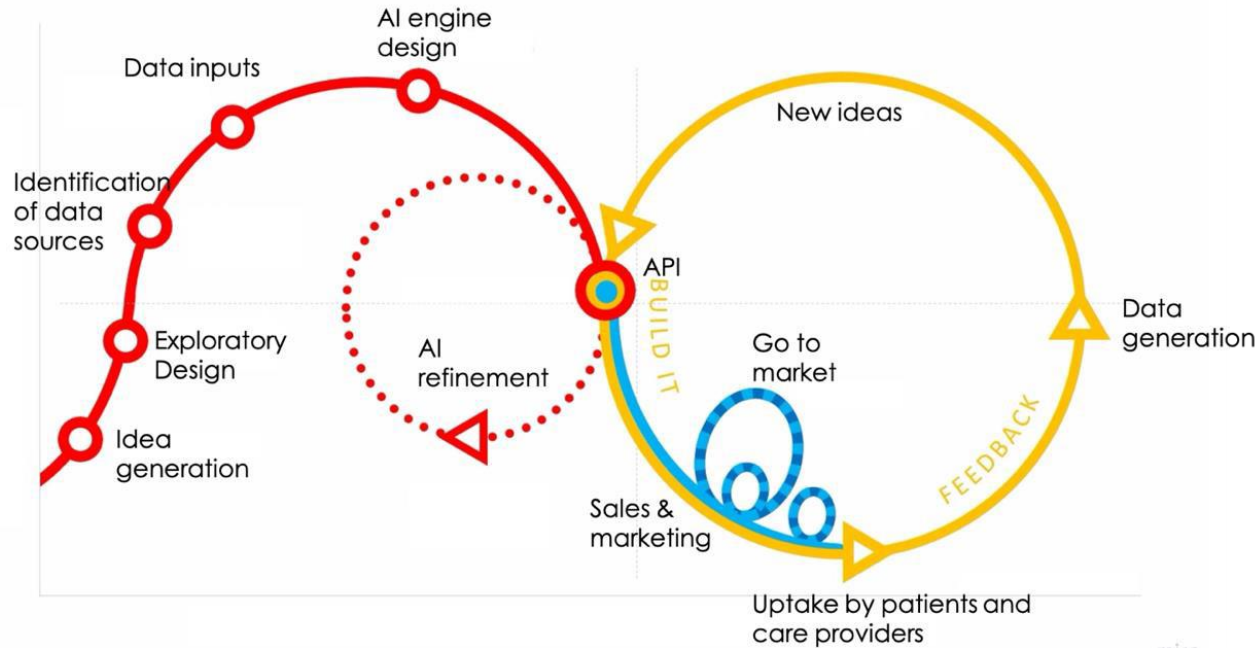 AI engine
design
Data inputs
New ideas
Identification
of data
sources
API
BUILD IT
Data
generation
Exploratory
Design
AI
refinement
Go to
market
Idea
generation
FEEDBACK
Sales &
marketing
Uptake by patients and
care providers